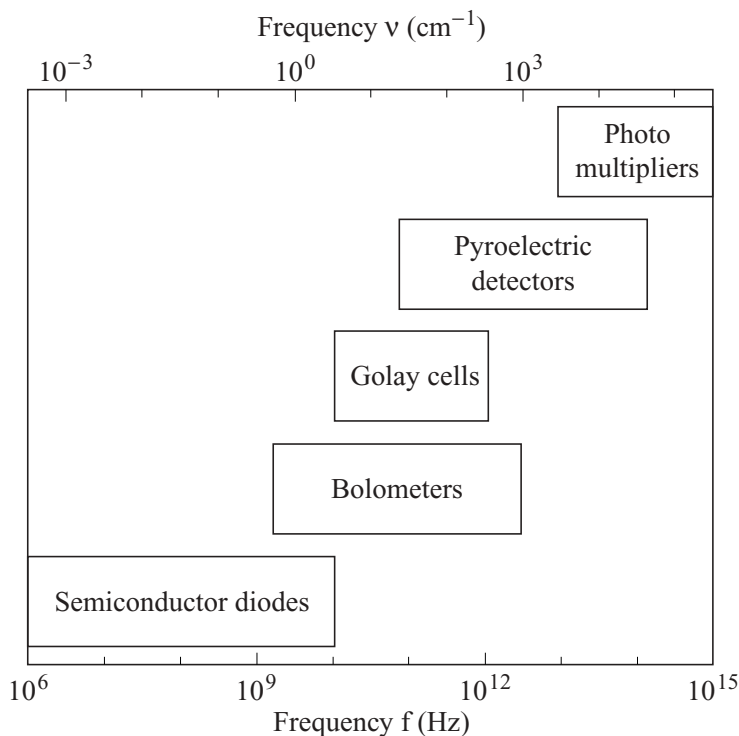 Frequency ν (cm⁻¹)
10⁻³ 10⁰ 10³
Photo
multipliers
Pyroelectric
detectors
Golay cells
Bolometers
Semiconductor diodes
10⁶ 10⁹ 10¹² 10¹⁵
Frequency f (Hz)